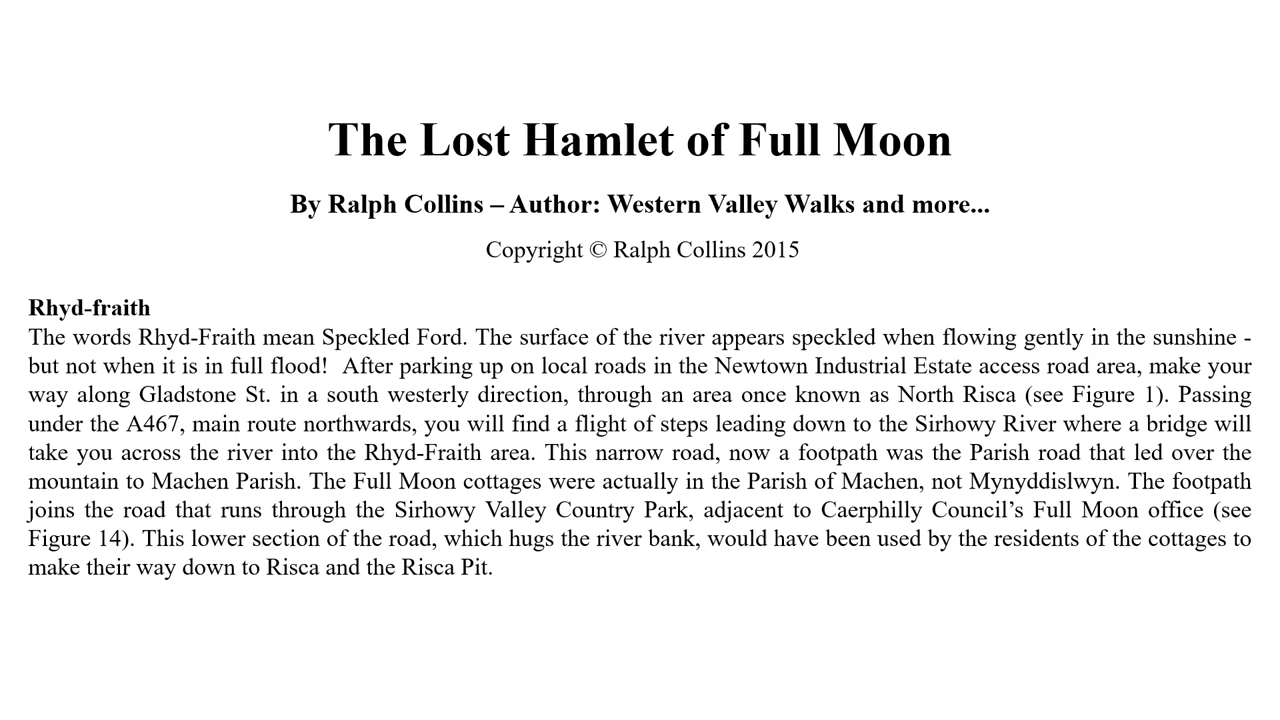 The Lost Hamlet of Full Moon
By Ralph Collins – Author: Western Valley Walks and more...
Copyright © Ralph Collins 2015
Rhyd-fraith
The words Rhyd-Fraith mean Speckled Ford. The surface of the river appears speckled when flowing gently in the sunshine -
but not when it is in full flood!  After parking up on local roads in the Newtown Industrial Estate access road area, make your
way along Gladstone St. in a south westerly direction, through an area once known as North Risca (see Figure 1). Passing
under the A467, main route northwards, you will find a flight of steps leading down to the Sirhowy River where a bridge will
take you across the river into the Rhyd-Fraith area. This narrow road, now a footpath was the Parish road that led over the
mountain to Machen Parish. The Full Moon cottages were actually in the Parish of Machen, not Mynyddislwyn. The footpath
joins the road that runs through the Sirhowy Valley Country Park, adjacent to Caerphilly Council’s Full Moon office (see
Figure 14). This lower section of the road, which hugs the river bank, would have been used by the residents of the cottages to
make their way down to Risca and the Risca Pit.